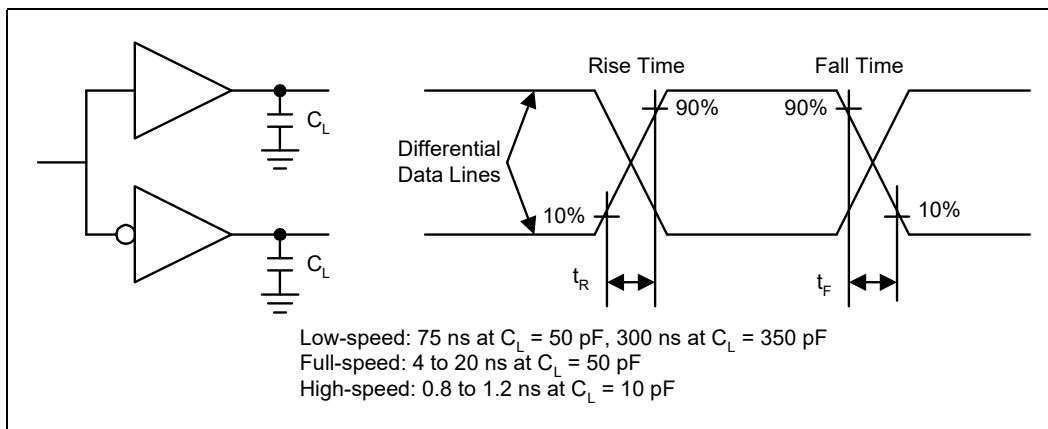 Rise Time
Fall Time
90%
90%
C_L
Differential
Data Lines
10%
10%
C_L
t_R
t_F
Low-speed: 75 ns at C_L = 50 pF, 300 ns at C_L = 350 pF
Full-speed: 4 to 20 ns at C_L = 50 pF
High-speed: 0.8 to 1.2 ns at C_L = 10 pF